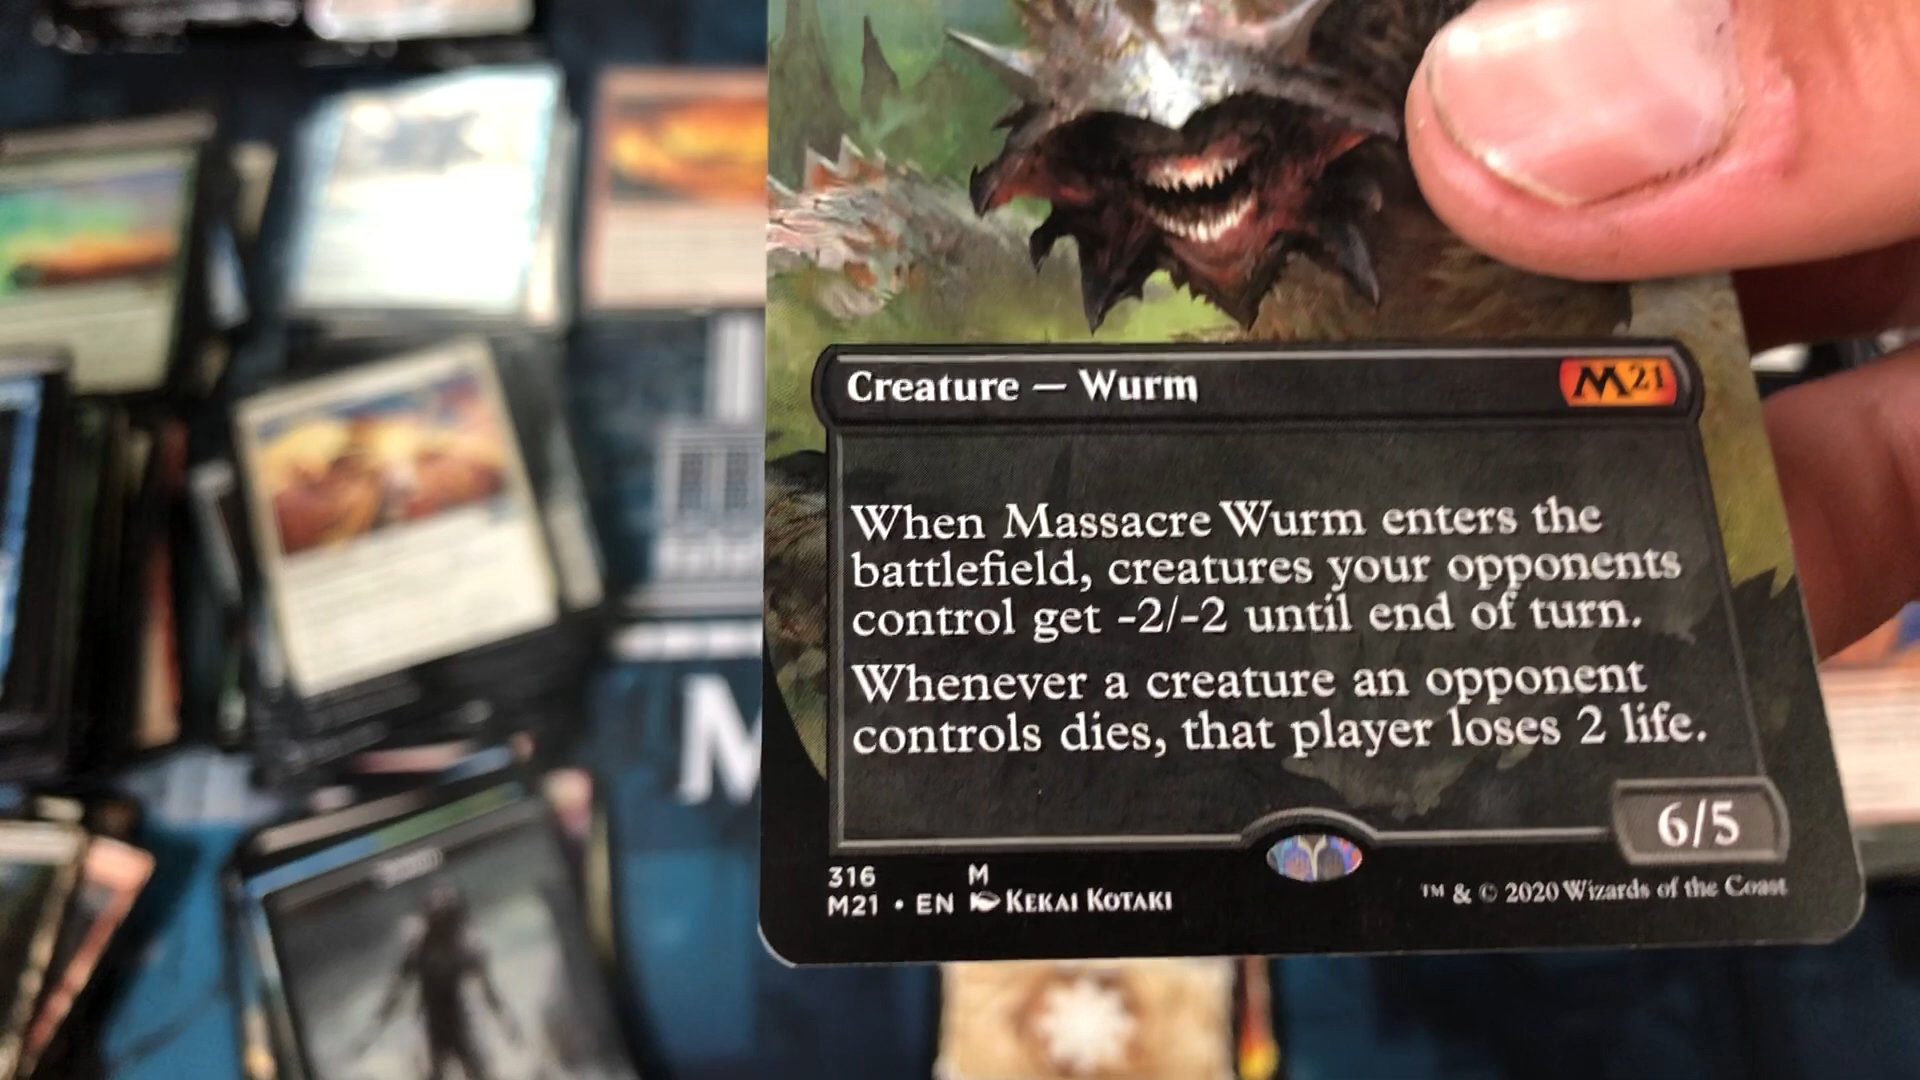 Creature — Wurm
M21
When Massacre Wurm enters the
battlefield, creatures your opponents
control get -2/-2 until end of turn.
Whenever a creature an opponent
controls dies, that player loses 2 life.
6/5
316 M
M21 • EN KEKAI KOTAKI
™ & © 2020 Wizards of the Coast
M